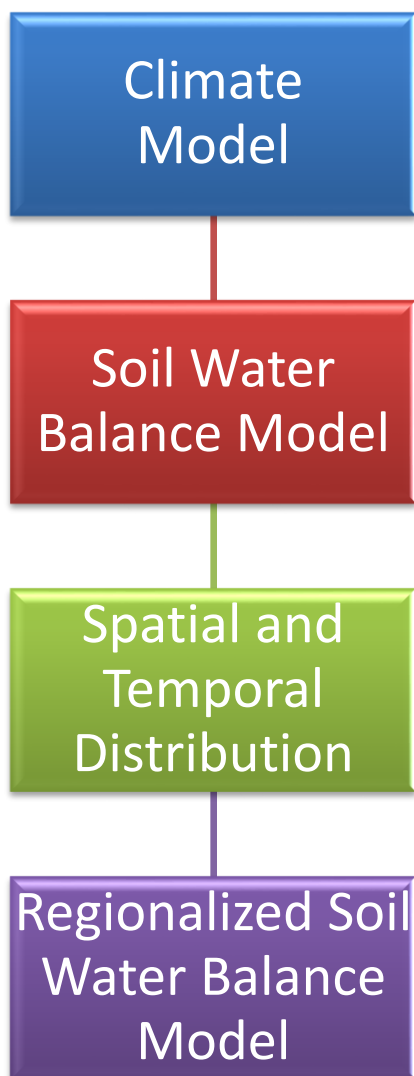 Climate
Model
Soil Water
Balance Model
Spatial and
Temporal
Distribution
Regionalized Soil
Water Balance
Model